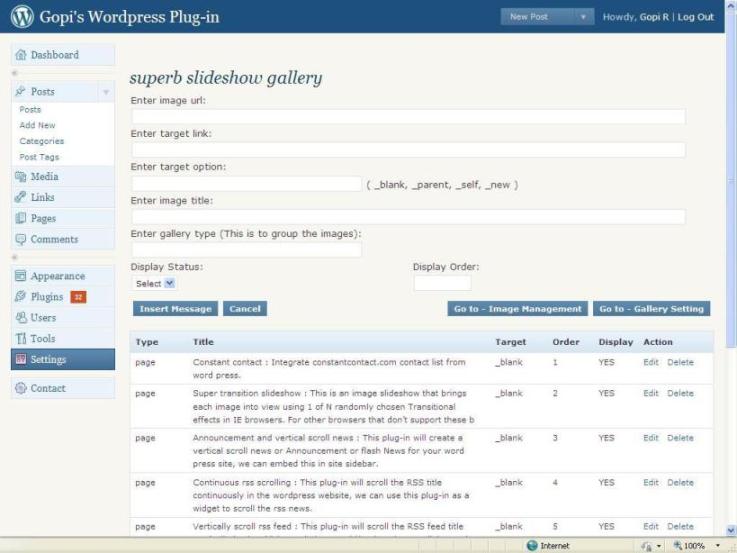 Gopi's Wordpress Plug-in
New Post
Howdy, Gopi R | Log Out
Dashboard
Posts
Posts
Add New
Categories
Post Tags
Media
Links
Pages
Comments
Appearance
Plugins 32
Users
Tools
Settings
Contact
superb slideshow gallery
Enter image url:
Enter target link:
Enter target option:
( _blank, _parent, _self, _new )
Enter image title:
Enter gallery type (This is to group the images):
Display Status:
Display Order:
Select
Insert Message
Cancel
Go to - Image Management
Go to - Gallery Setting
Type Title Target Order Display Action
page Constant contact : Integrate constantcontact.com contact list from _blank 1 YES Edit Delete
word press.
page Super transition slideshow : This is an image slideshow that brings _blank 2 YES Edit Delete
each image into view using 1 of N randomly chosen Transitional
effects in IE browsers. For other browsers that don't support these b
page Announcement and vertical scroll news : This plug-in will create a _blank 3 YES Edit Delete
vertical scroll news or Announcement or flash News for your word
press site, we can embed this in site sidebar.
page Continuous rss scrolling : This plug-in will scroll the RSS title _blank 4 YES Edit Delete
continuously in the wordpress website, we can use this plug-in as a
widget to scroll the rss news.
page Vertically scroll rss feed : This plug-in will scroll the RSS feed title _blank 5 YES Edit Delete
Internet
100%